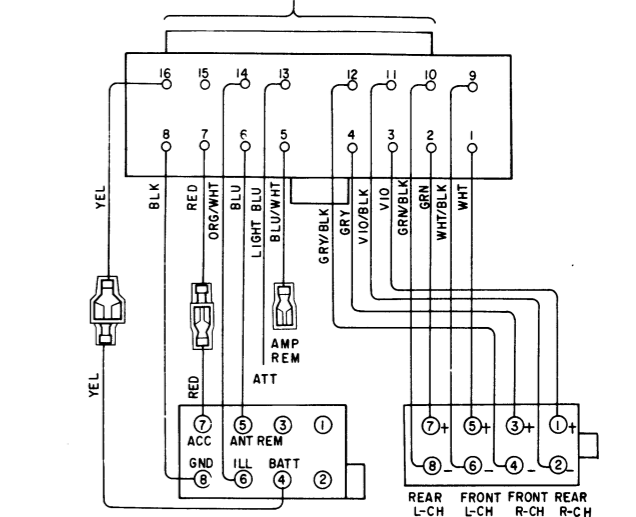 16 15 14 13 12 11 10 9
8 7 6 5 4 3 2 1
YEL
BLK
RED
ORG/WHT
BLU
LIGHT BLU
BLU/WHT
GRY/BLK
GRY
VIO/BLK
VIO
GRN/BLK
GRN
WHT/BLK
WHT
AMP
REM
ATT
YEL
RED
7 5 3 1
ACC ANT REM
GND ILL BATT
8 6 4 2
7+ 5+ 3+ 1+
8- 6- 4- 2-
REAR FRONT FRONT REAR
L-CH L-CH R-CH R-CH